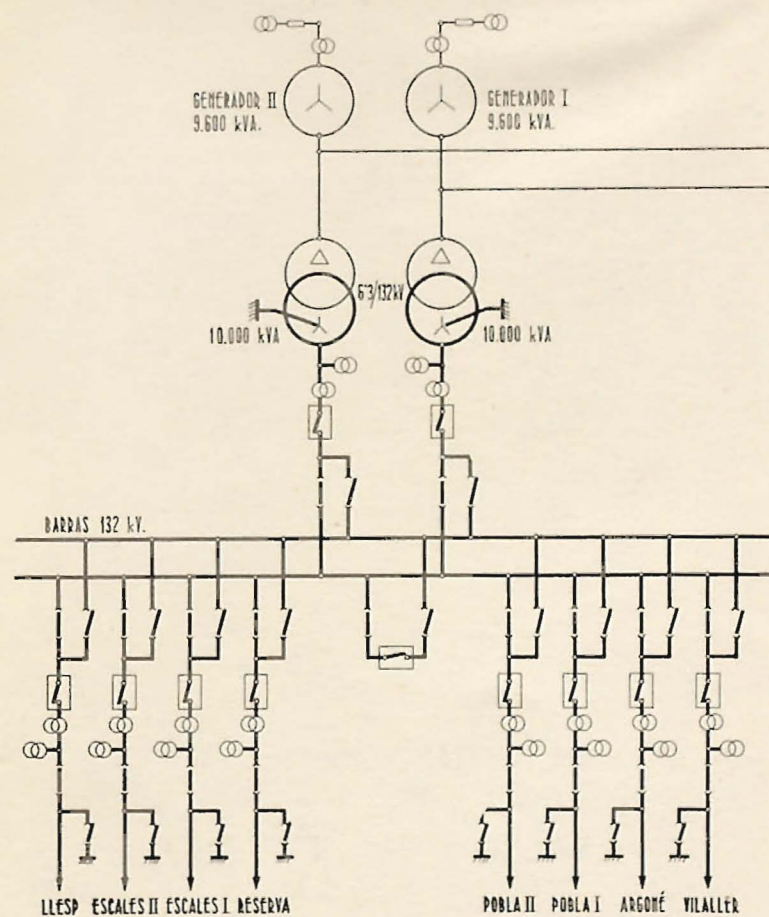 GENERADOR II
9.600 kVA.
GENERADOR I
9.600 kVA.
6'3/132kV
10.000 kVA
10.000 kVA
BARRAS 132 kV.
LLESP ESCALES II ESCALES I RESERVA POBLA II POBLA I ARGONÉ VILALLER